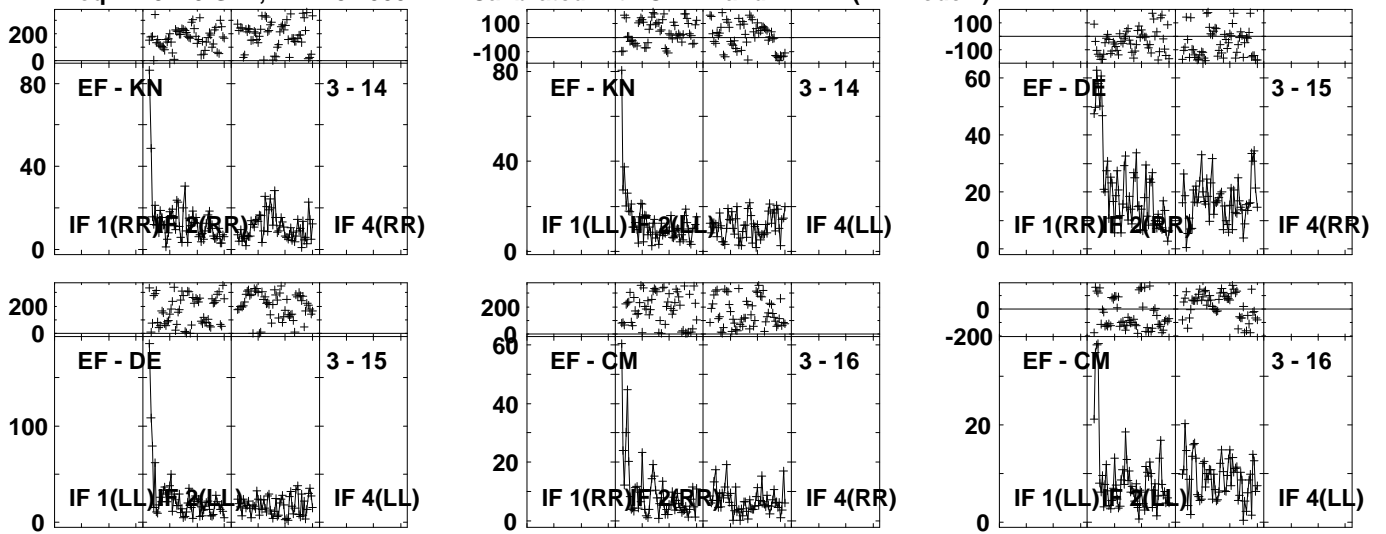 200
0
80
40
0
EF - KN
3 - 14
IF 1(RR)
IF 2(RR)
IF 4(RR)
100
-100
80
40
0
EF - KN
3 - 14
IF 1(LL)
IF 2(LL)
IF 4(LL)
100
-100
60
40
20
0
EF - DE
3 - 15
IF 1(RR)
IF 2(RR)
IF 4(RR)
200
0
100
0
EF - DE
3 - 15
IF 1(LL)
IF 2(LL)
IF 4(LL)
200
0
60
40
20
0
EF - CM
3 - 16
IF 1(RR)
IF 2(RR)
IF 4(RR)
0
-200
20
0
EF - CM
3 - 16
IF 1(LL)
IF 2(LL)
IF 4(LL)